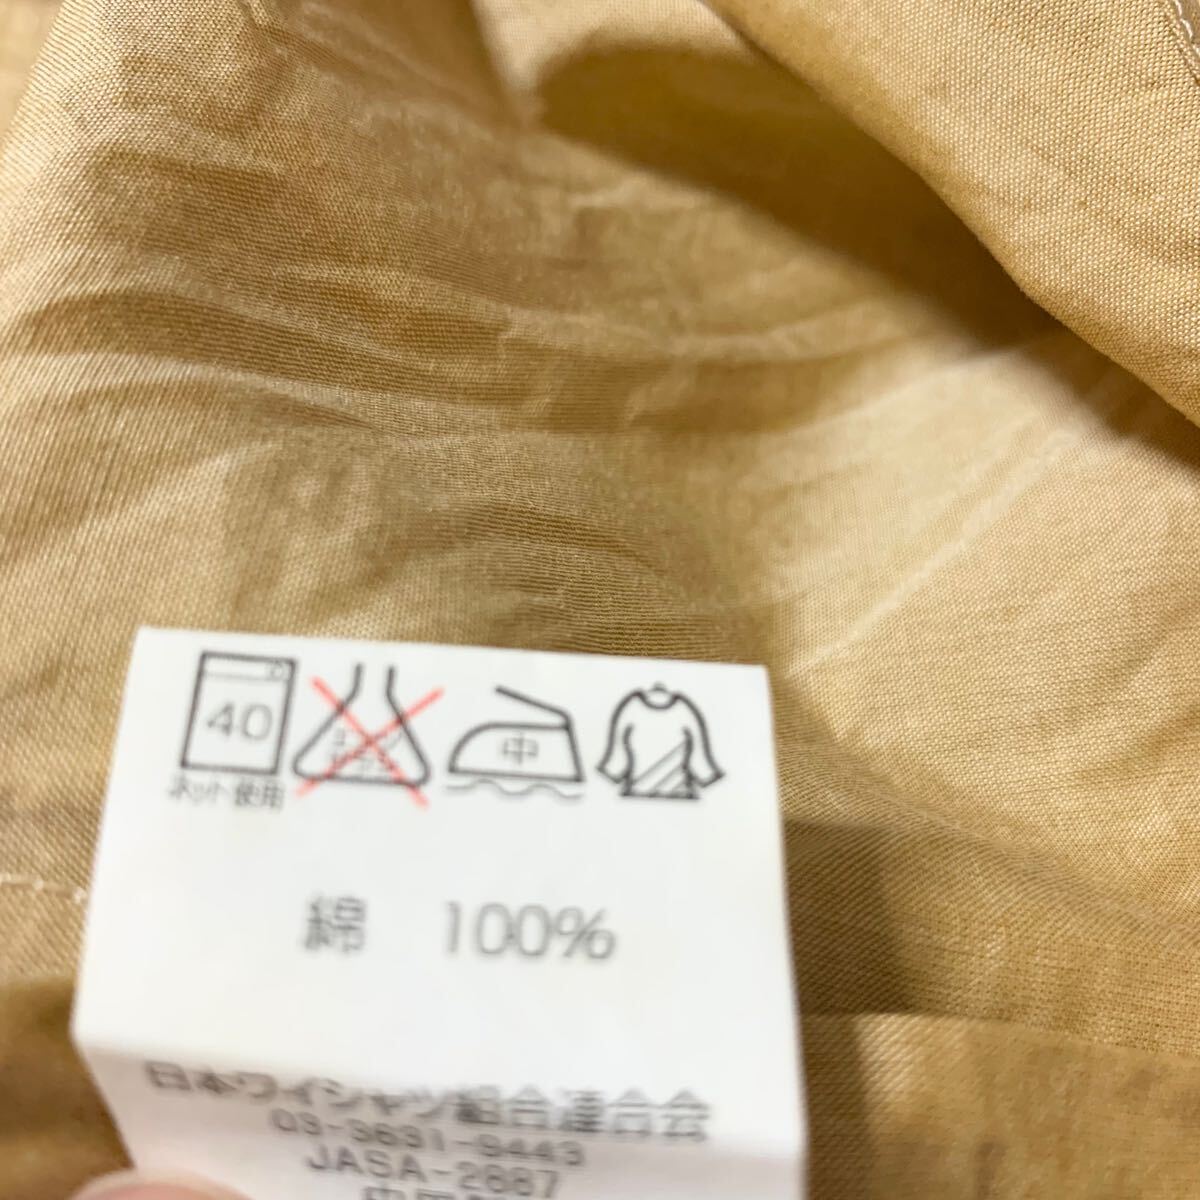 40
中
ネット使用
綿 100%
日本ワイシャツ組合連合会
03-3631-9443
JASA-2667